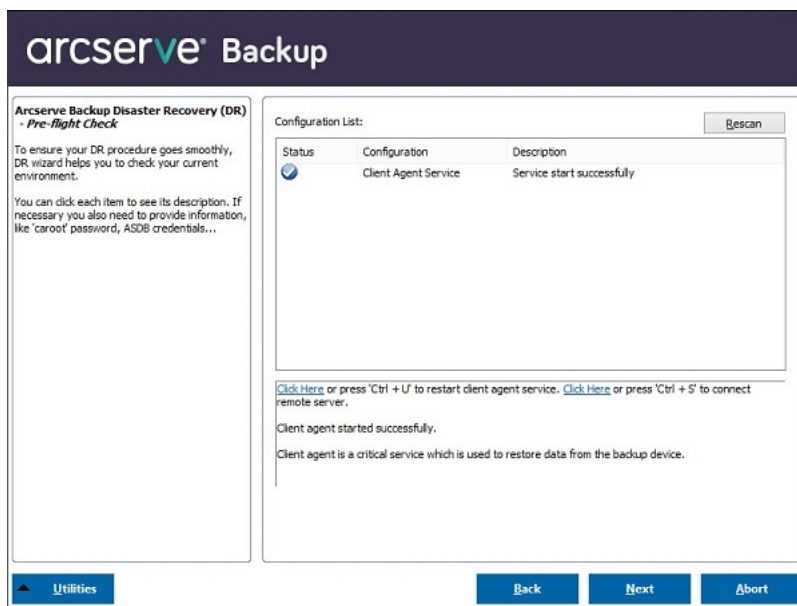 arcserve® Backup
Arcserve Backup Disaster Recovery (DR)
- Pre-flight Check
To ensure your DR procedure goes smoothly,
DR wizard helps you to check your current
environment.
You can click each item to see its description. If
necessary you also need to provide information,
like 'caroot' password, ASDB credentials...
Configuration List:
Rescan
Status Configuration Description
Client Agent Service Service start successfully
Click Here or press 'Ctrl + U' to restart client agent service. Click Here or press 'Ctrl + S' to connect
remote server.
Client agent started successfully.
Client agent is a critical service which is used to restore data from the backup device.
Utilities Back Next Abort